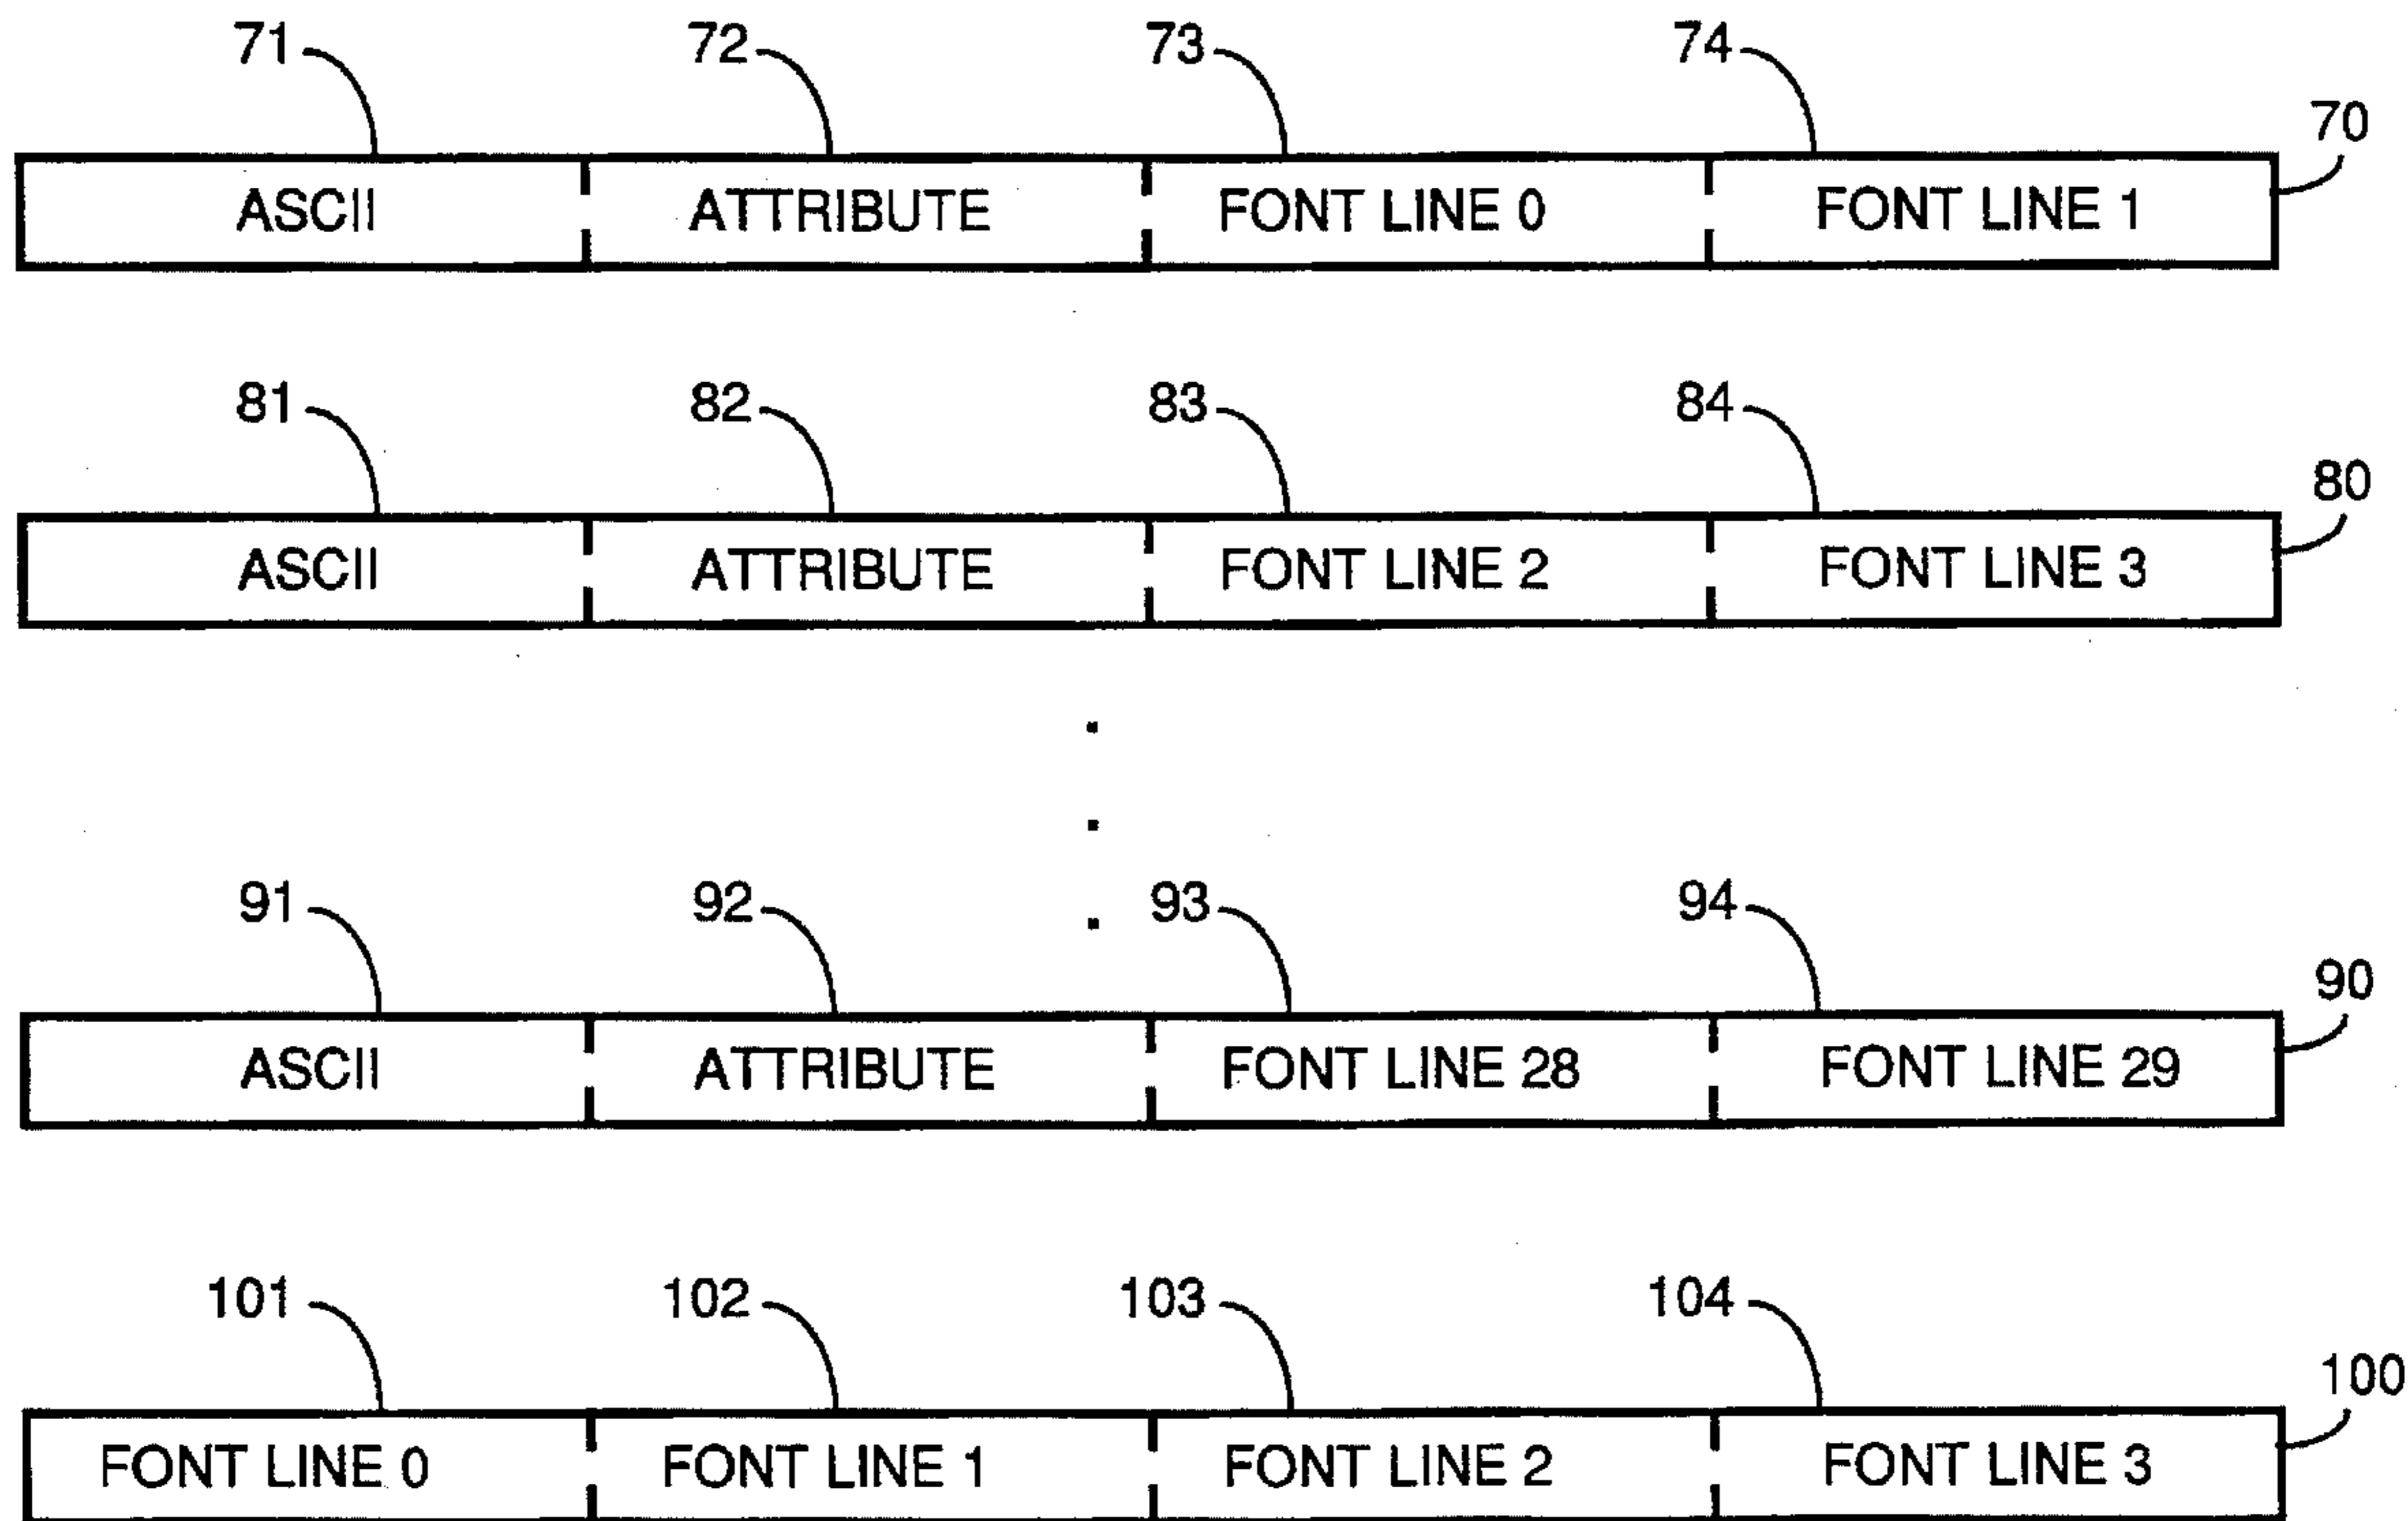 71 72 73 74
70
ASCII ATTRIBUTE FONT LINE 0 FONT LINE 1
81 82 83 84
80
ASCII ATTRIBUTE FONT LINE 2 FONT LINE 3
91 92 93 94
90
ASCII ATTRIBUTE FONT LINE 28 FONT LINE 29
101 102 103 104
100
FONT LINE 0 FONT LINE 1 FONT LINE 2 FONT LINE 3